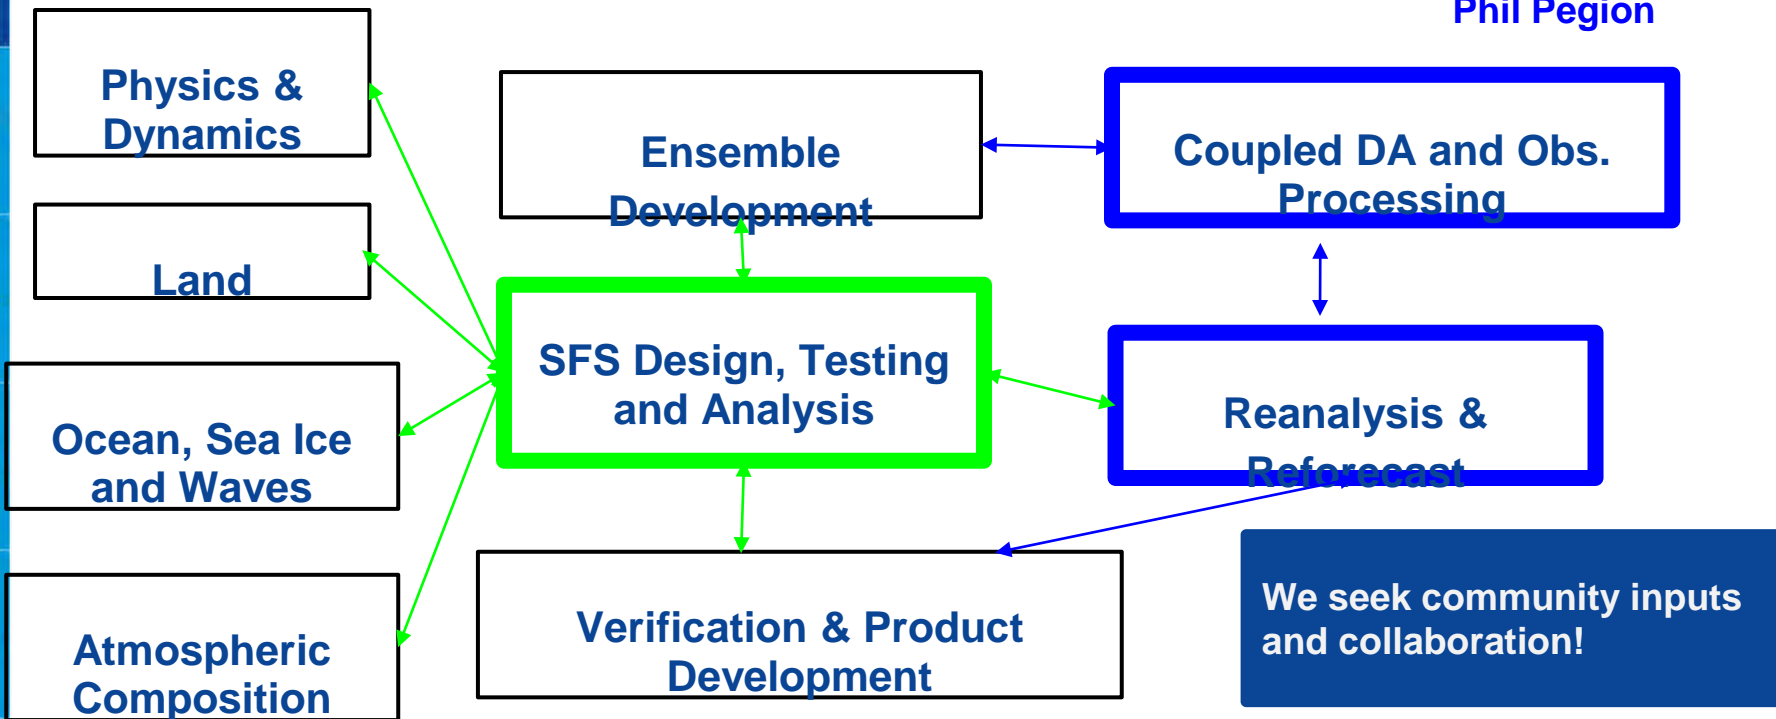 Phil Pegion
Physics &
Dynamics
Land
Ocean, Sea Ice
and Waves
Atmospheric
Composition
Ensemble
Development
SFS Design, Testing
and Analysis
Verification & Product
Development
Coupled DA and Obs.
Processing
Reanalysis &
Reforecast
We seek community inputs
and collaboration!